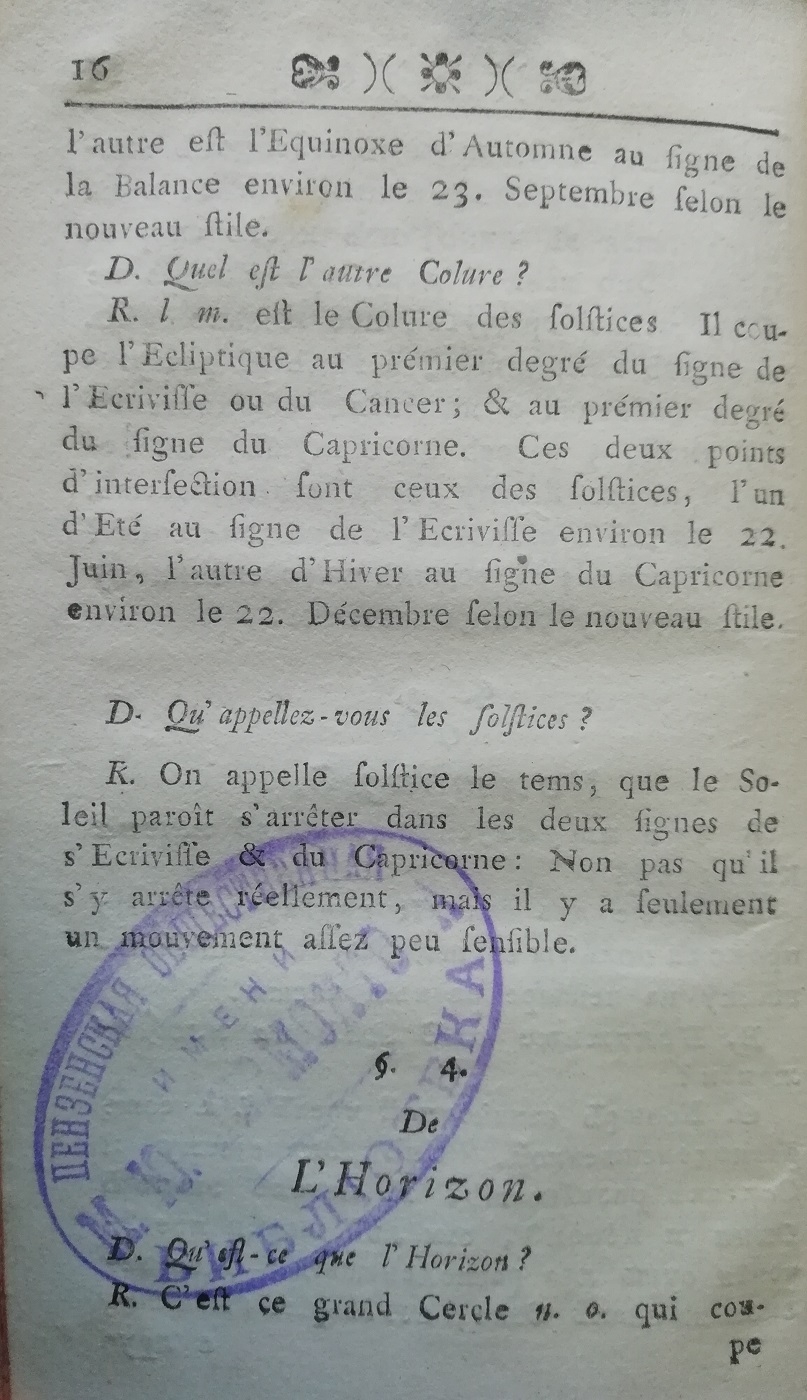 16
l'autre eſt l'Equinoxe d'Automne au ſigne de
la Balance environ le 23. Septembre ſelon le
nouveau ſtile.
D. Quel eſt l'autre Colure ?
R. l m. eſt le Colure des ſolſtices Il cou-
pe l'Ecliptique au prémier degré du ſigne de
l'Ecriviſſe ou du Cancer; & au prémier degré
du ſigne du Capricorne. Ces deux points
d'interſection ſont ceux des ſolſtices, l'un
d'Eté au ſigne de l'Ecriviſſe environ le 22.
Juin, l'autre d'Hiver au ſigne du Capricorne
environ le 22. Décembre ſelon le nouveau ſtile.
D. Qu'appellez-vous les ſolſtices ?
R. On appelle ſolſtice le tems, que le So-
leil paroît s'arrêter dans les deux ſignes de
s'Ecriviſſe & du Capricorne: Non pas qu'il
s'y arrête réellement, mais il y a ſeulement
un mouvement aſſez peu ſenſible.
§. 4.
De
L'Horizon.
D. Qu'eſt-ce que l'Horizon ?
R. C'eſt ce grand Cercle n. o. qui cou-
pe
ПЕНЗЕНСКАЯ
ИМЕНИ
М. Ю.
БИБЛИОТЕКА